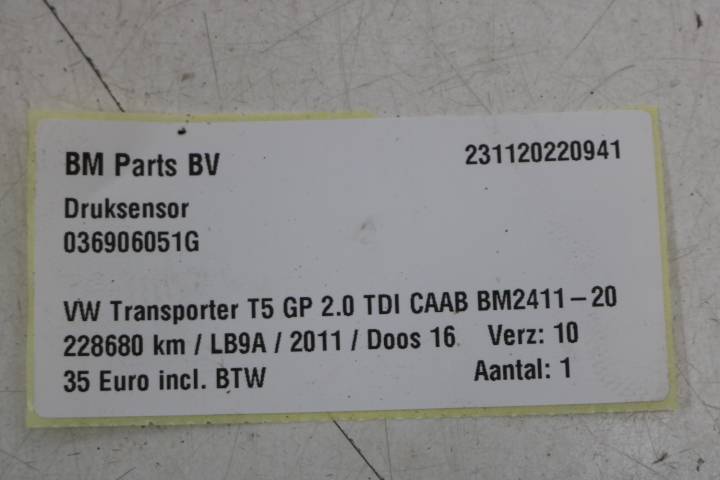 BM Parts BV 231120220941
Druksensor
036906051G
VW Transporter T5 GP 2.0 TDI CAAB BM2411-20
228680 km / LB9A / 2011 / Doos 16 Verz: 10
35 Euro incl. BTW Aantal: 1